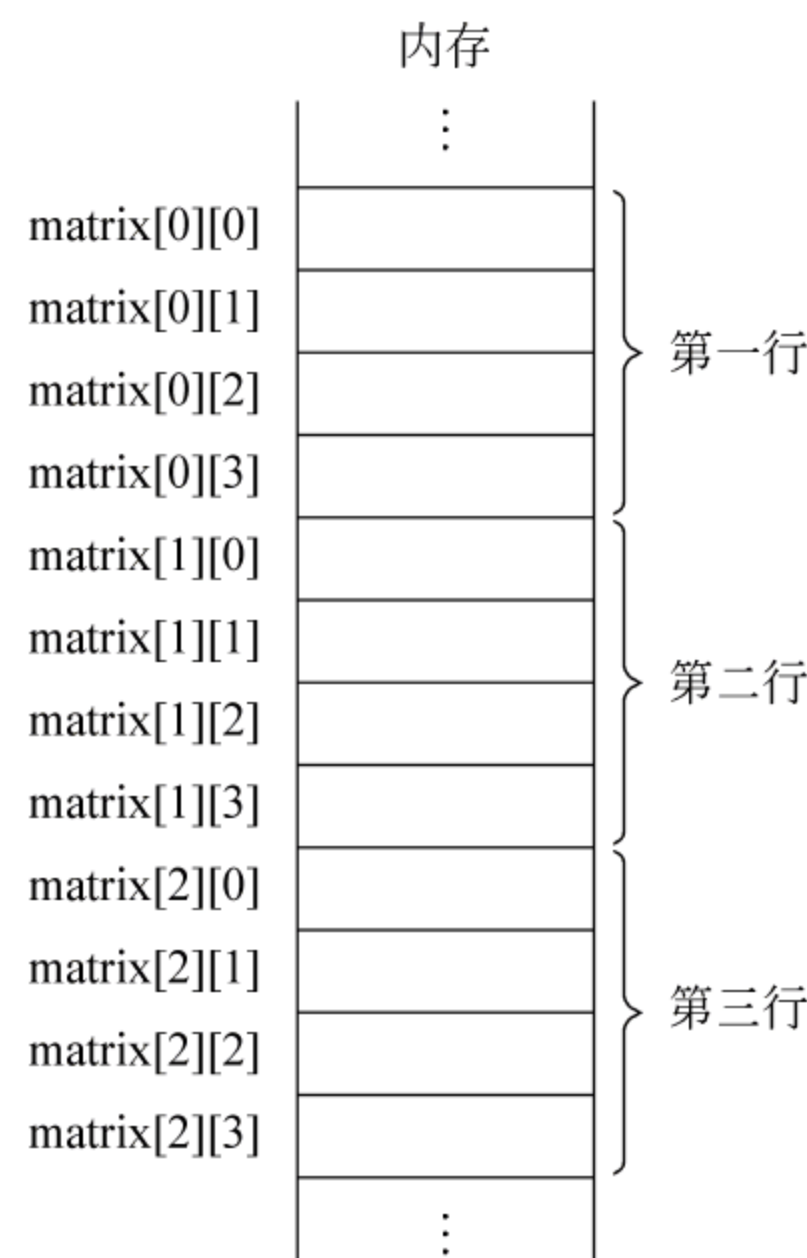 内存
⋮
matrix[0][0]
matrix[0][1]
matrix[0][2]
第一行
matrix[0][3]
matrix[1][0]
matrix[1][1]
第二行
matrix[1][2]
matrix[1][3]
matrix[2][0]
matrix[2][1]
第三行
matrix[2][2]
matrix[2][3]
⋮